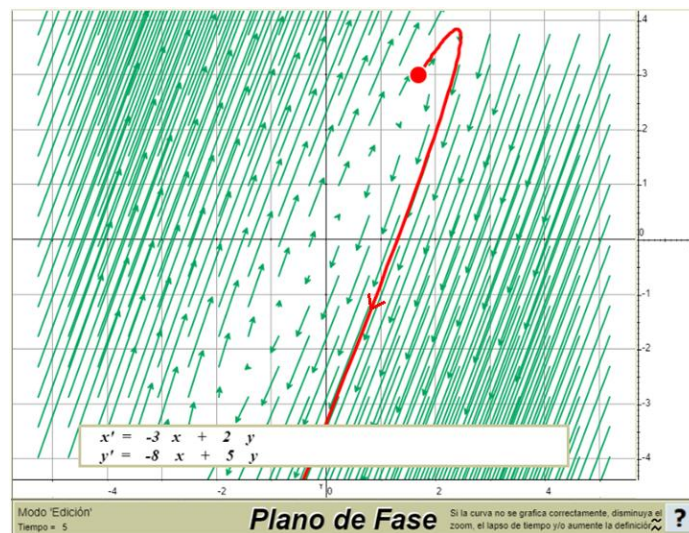 4
3
2
0
-1
-2
-3
-4
x' = -3 x + 2 y
y' = -8 x + 5 y
-4 -2 0 2 4
Modo 'Edición'
Tiempo = 5
Plano de Fase
Si la curva no se grafica correctamente, disminuya el
zoom, el lapso de tiempo y/o aumente la definición
?